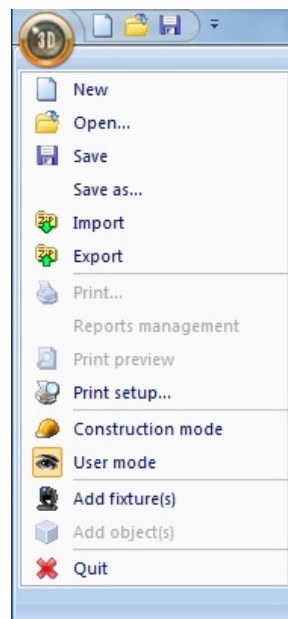 3D
New
Open...
Save
Save as...
Import
Export
Print...
Reports management
Print preview
Print setup...
Construction mode
User mode
Add fixture(s)
Add object(s)
Quit